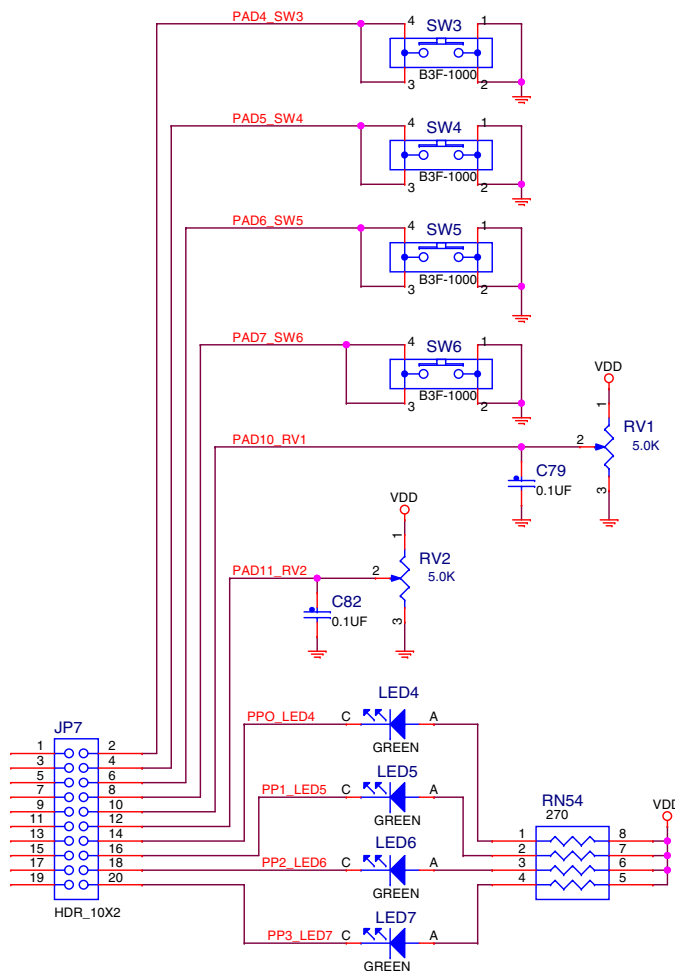 PAD4_SW3
4
SW3
1
3
B3F-1000
2
PAD5_SW4
4
SW4
1
3
B3F-1000
2
PAD6_SW5
4
SW5
1
3
B3F-1000
2
PAD7_SW6
4
SW6
1
3
B3F-1000
2
VDD
1
PAD10_RV1
2
RV1
5.0K
C79
0.1UF
3
VDD
1
PAD11_RV2
2
RV2
5.0K
C82
0.1UF
3
LED4
PPO_LED4
C
A
GREEN
JP7
1 2
3 4
5 6
7 8
9 10
11 12
13 14
15 16
17 18
19 20
HDR_10X2
LED5
PP1_LED5
C
A
GREEN
LED6
PP2_LED6
C
A
GREEN
LED7
PP3_LED7
C
A
GREEN
RN54
270
VDD
1 8
2 7
3 6
4 5